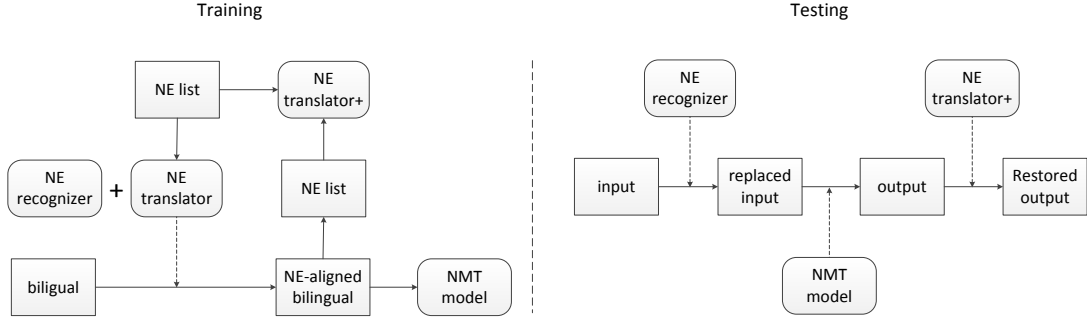 Training
NE list
NE
translator+
NE
recognizer
+
NE
translator
NE list
biligual
NE-aligned
bilingual
NMT
model
Testing
NE
recognizer
NE
translator+
input
replaced
input
output
Restored
output
NMT
model